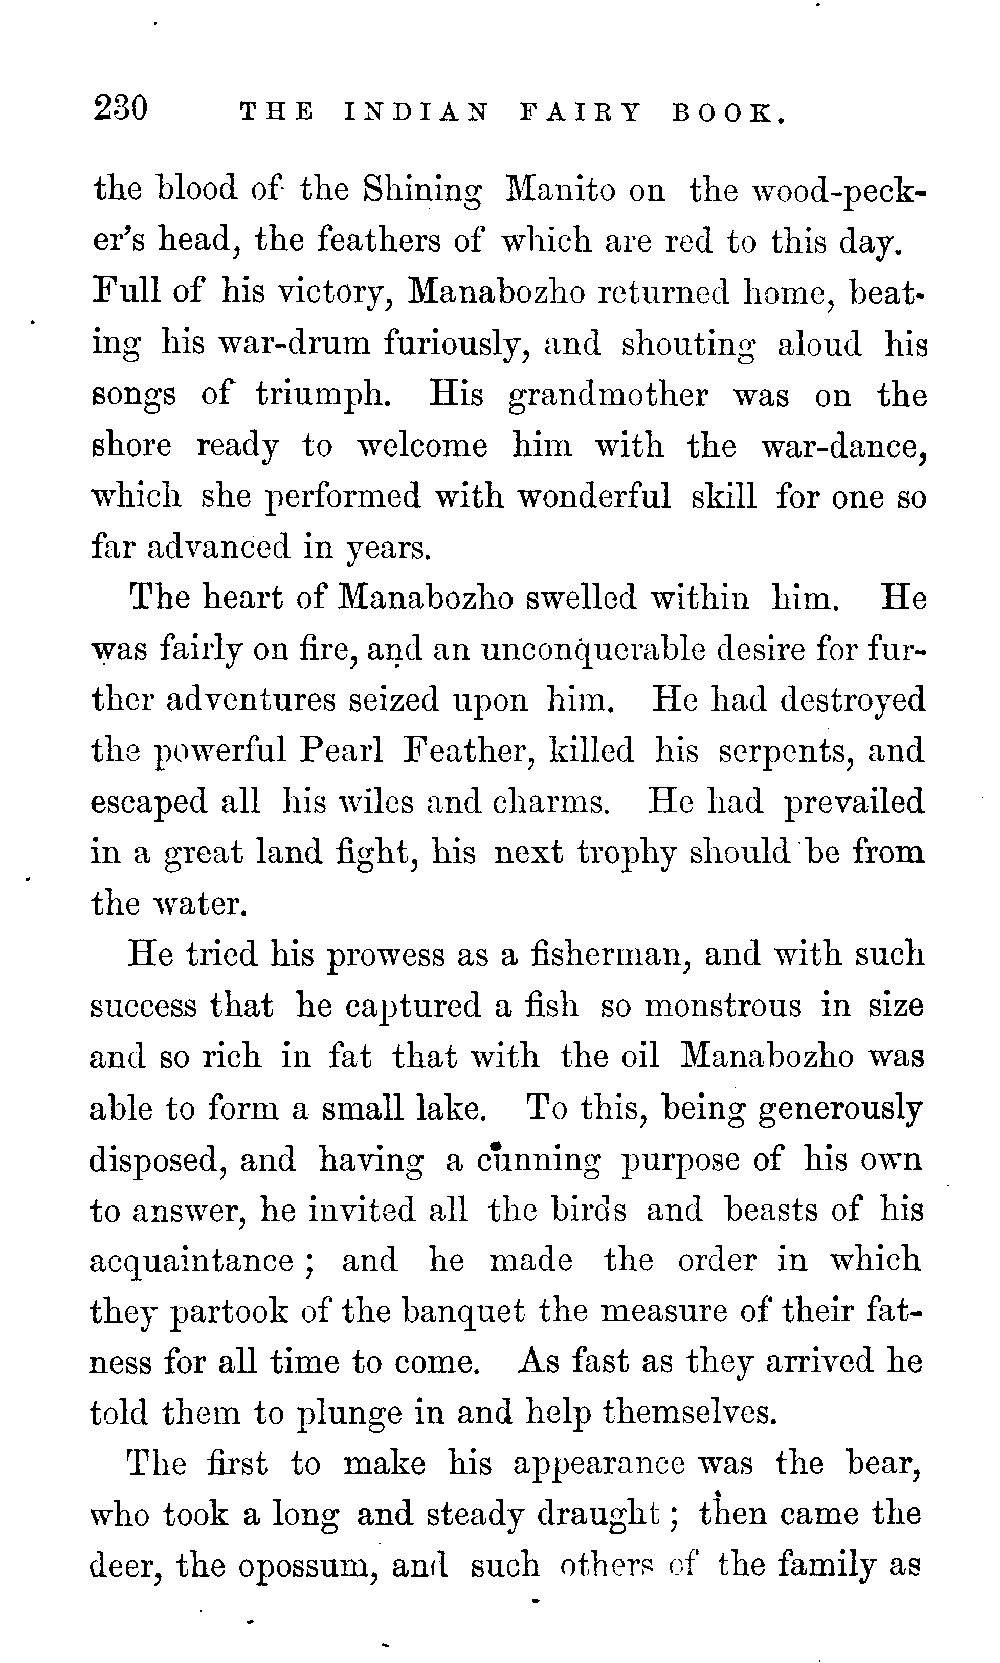 230 THE INDIAN FAIRY BOOK.
the blood of the Shining Manito on the wood-peck-
er's head, the feathers of which are red to this day.
Full of his victory, Manabozho returned home, beat-
ing his war-drum furiously, and shouting aloud his
songs of triumph. His grandmother was on the
shore ready to welcome him with the war-dance,
which she performed with wonderful skill for one so
far advanced in years.
The heart of Manabozho swelled within him. He
was fairly on fire, and an unconquerable desire for fur-
ther adventures seized upon him. He had destroyed
the powerful Pearl Feather, killed his serpents, and
escaped all his wiles and charms. He had prevailed
in a great land fight, his next trophy should be from
the water.
He tried his prowess as a fisherman, and with such
success that he captured a fish so monstrous in size
and so rich in fat that with the oil Manabozho was
able to form a small lake. To this, being generously
disposed, and having a cunning purpose of his own
to answer, he invited all the birds and beasts of his
acquaintance ; and he made the order in which
they partook of the banquet the measure of their fat-
ness for all time to come. As fast as they arrived he
told them to plunge in and help themselves.
The first to make his appearance was the bear,
who took a long and steady draught ; then came the
deer, the opossum, and such others of the family as